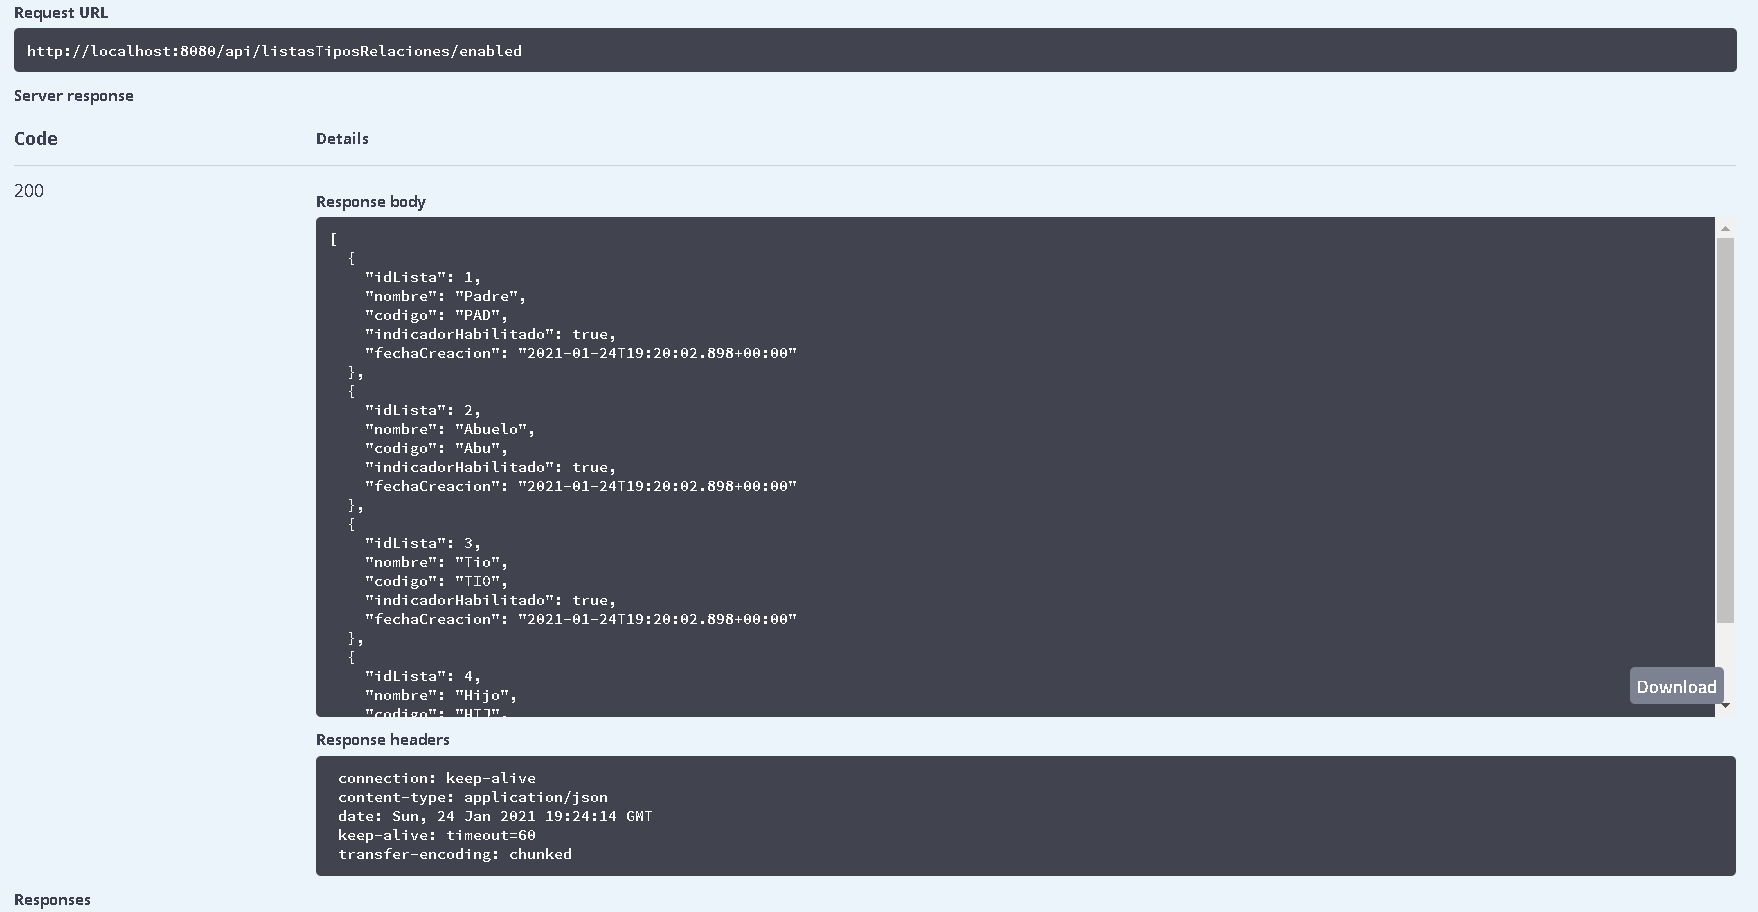 Request URL
http://localhost:8080/api/listasTiposRelaciones/enabled
Server response
Code Details
200
Response body
[
{
"idLista": 1,
"nombre": "Padre",
"codigo": "PAD",
"indicadorHabilitado": true,
"fechaCreacion": "2021-01-24T19:20:02.898+00:00"
},
{
"idLista": 2,
"nombre": "Abuelo",
"codigo": "Abu",
"indicadorHabilitado": true,
"fechaCreacion": "2021-01-24T19:20:02.898+00:00"
},
{
"idLista": 3,
"nombre": "Tio",
"codigo": "TIO",
"indicadorHabilitado": true,
"fechaCreacion": "2021-01-24T19:20:02.898+00:00"
},
{
"idLista": 4,
"nombre": "Hijo",
"codigo": "HIJ",
Download
Response headers
connection: keep-alive
content-type: application/json
date: Sun, 24 Jan 2021 19:24:14 GMT
keep-alive: timeout=60
transfer-encoding: chunked
Responses